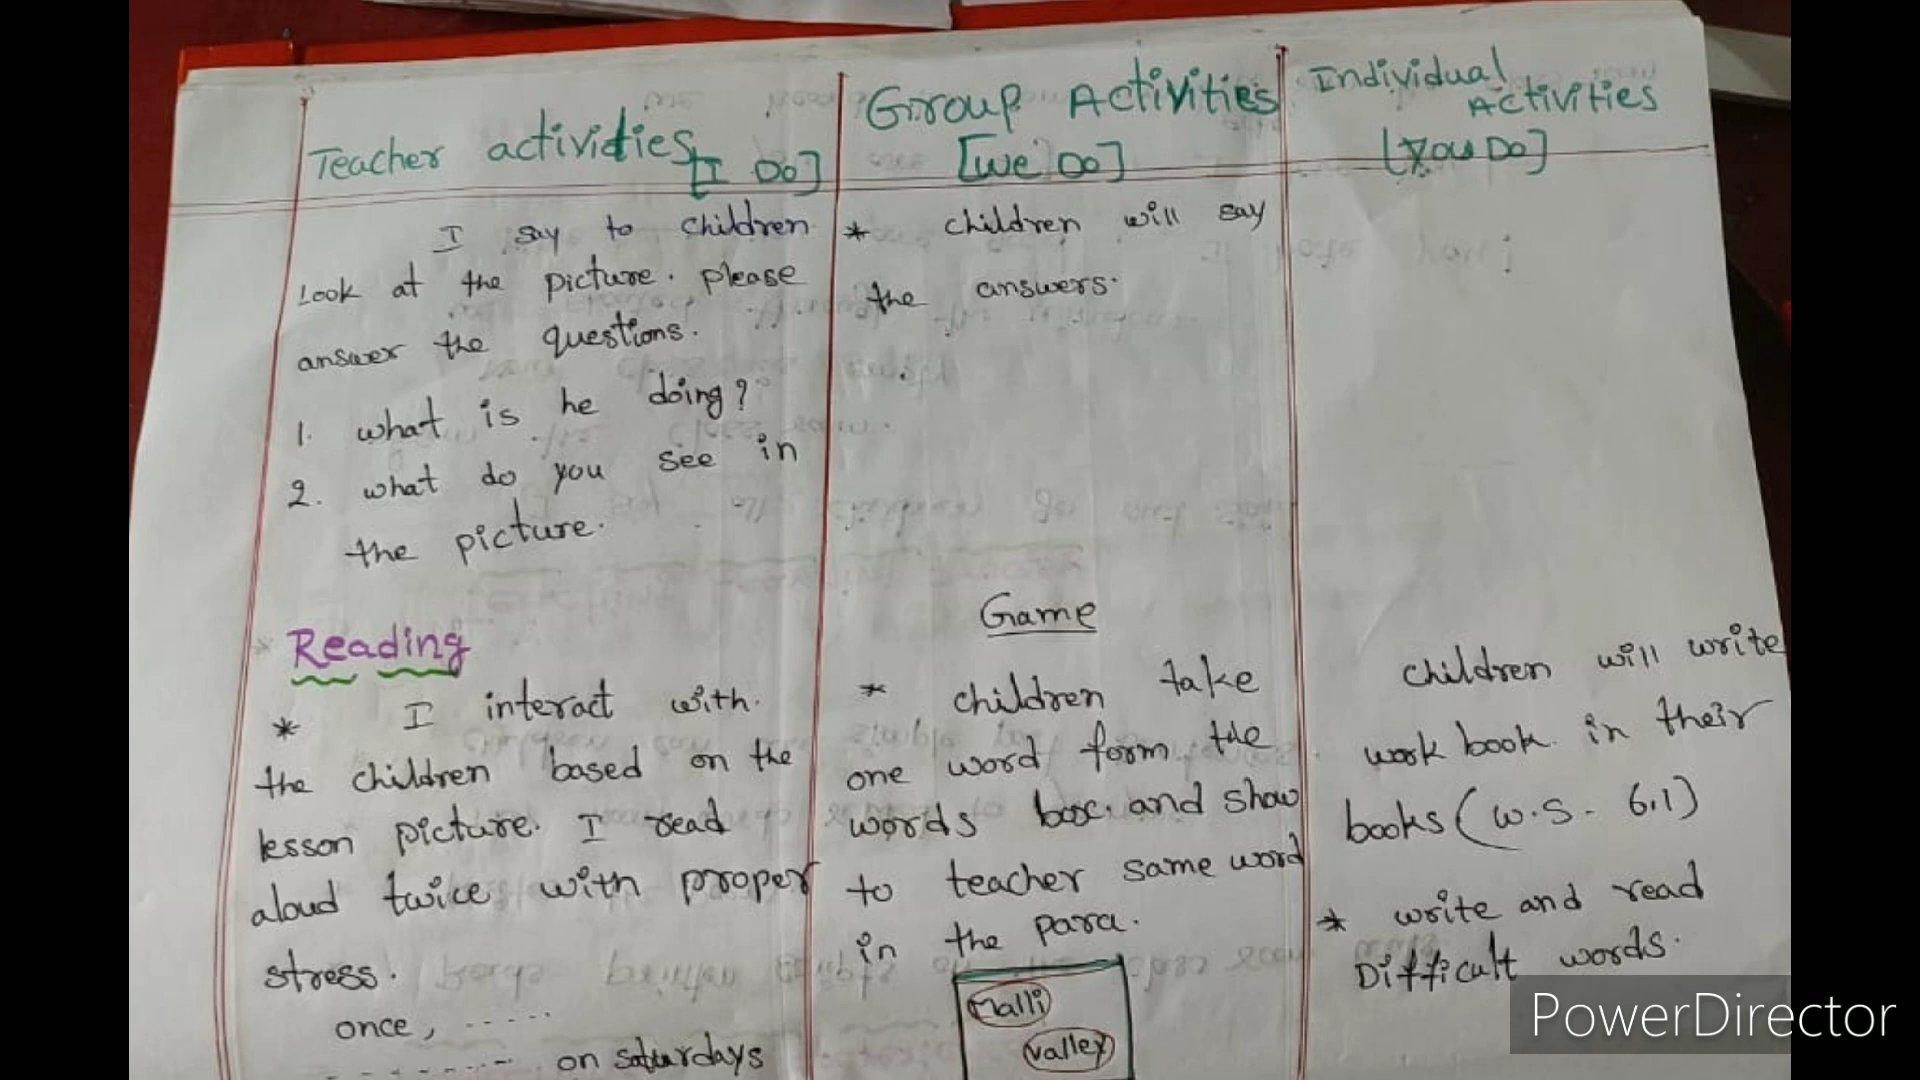 Teacher activities
[I Do]
I say to children
Look at the picture. please
answer the questions.
1. what is he doing?
2. what do you see in
the picture.
Reading
* I interact with.
the children based on the
lesson picture. I read
aloud twice with proper
stress.
once, .....
........ on saturdays
Group Activities
[we Do]
* children will say
the answers.
Game
* children take
one word form the
words box. and show
to teacher same word
in the para.
Malli
valley
Individual
Activities
[You Do]
children will write
work book. in their
books (w.s. 6.1)
* write and read
Difficult words.
PowerDirector